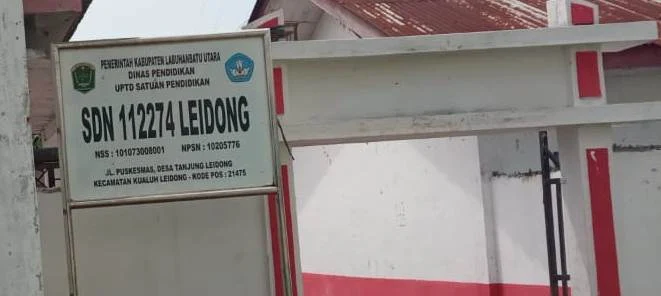 PEMERINTAH KABUPATEN LABUHANBATU UTARA
DINAS PENDIDIKAN
UPTD SATUAN PENDIDIKAN
SDN 112274 LEIDONG
NSS : 101073008001 NPSN : 10205776
JL. PUSKESMAS, DESA TANJUNG LEIDONG
KECAMATAN KUALUH LEIDONG - KODE POS : 21475